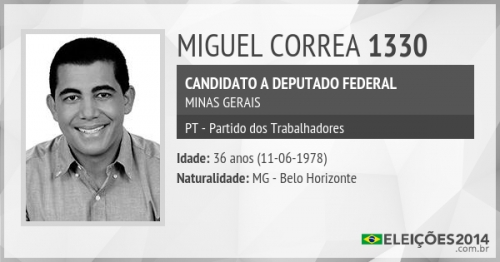 MIGUEL CORREA 1330
CANDIDATO A DEPUTADO FEDERAL
MINAS GERAIS
PT - Partido dos Trabalhadores
Idade: 36 anos (11-06-1978)
Naturalidade: MG - Belo Horizonte
ELEIÇÕES2014
.com.br